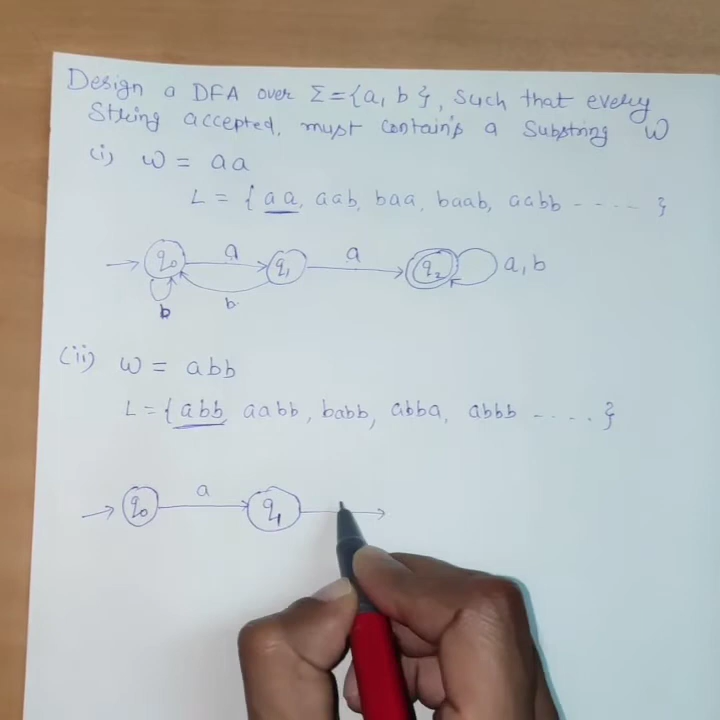 Design a DFA over Σ={a, b}, such that every
String accepted, must contain's a substring w
(i) w = aa
L = {aa, aab, baa, baab, aabb - - - - - }
q₀ a q₁ a q₂ a, b
b b
(ii) w = abb
L = {abb aabb, babb, abba, abbb - . . . . }
q₀ a q₁